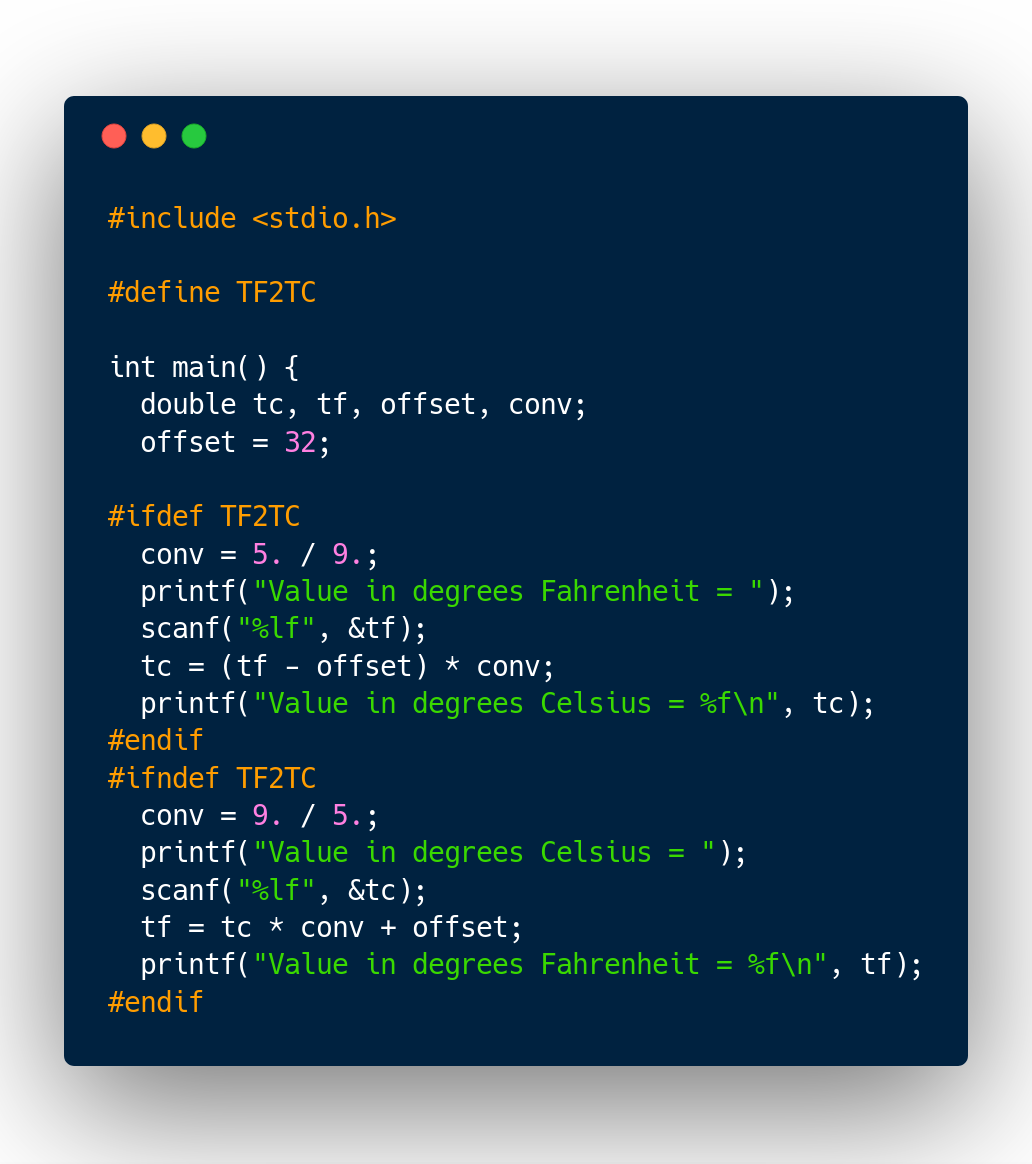 #include <stdio.h>

#define TF2TC

int main() {
  double tc, tf, offset, conv;
  offset = 32;

#ifdef TF2TC
  conv = 5. / 9.;
  printf("Value in degrees Fahrenheit = ");
  scanf("%lf", &tf);
  tc = (tf - offset) * conv;
  printf("Value in degrees Celsius = %f\n", tc);
#endif
#ifndef TF2TC
  conv = 9. / 5.;
  printf("Value in degrees Celsius = ");
  scanf("%lf", &tc);
  tf = tc * conv + offset;
  printf("Value in degrees Fahrenheit = %f\n", tf);
#endif